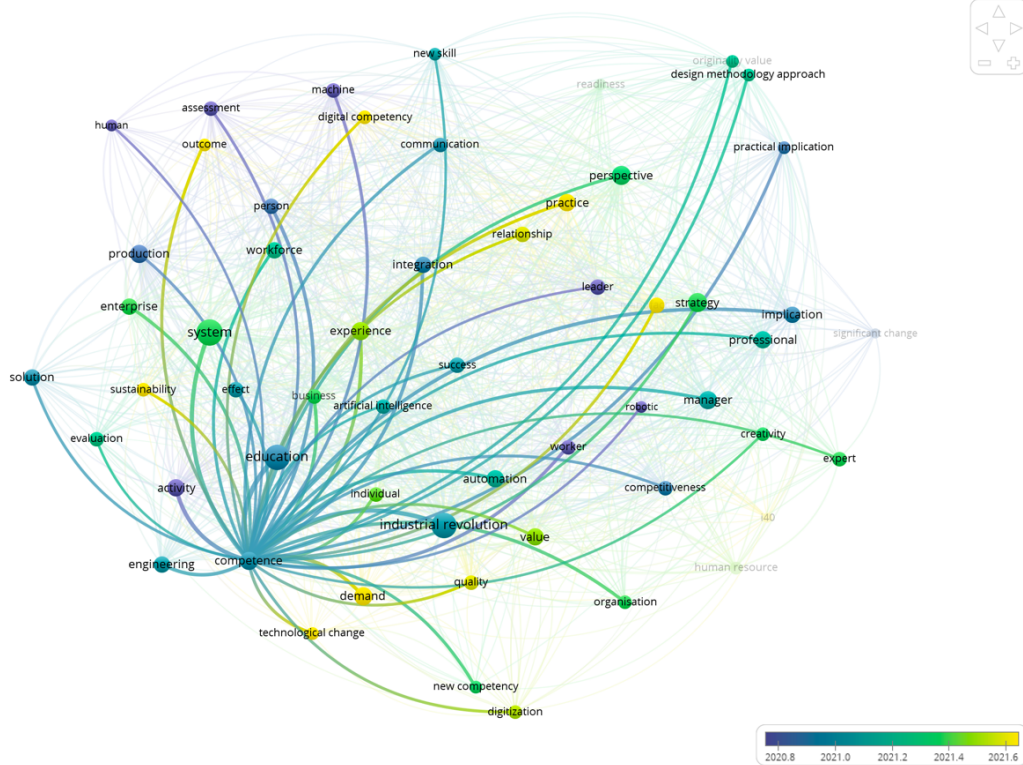 new skill
originality value
design methodology approach
readiness
machine
assessment
digital competency
human
outcome
communication
practical implication
perspective
practice
person
relationship
production
workforce
integration
leader
enterprise
strategy
implication
system
experience
significant change
professional
success
solution
sustainability
effect
business
artificial intelligence
manager
robotic
evaluation
creativity
worker
education
expert
activity
individual
automation
competitiveness
i40
industrial revolution
value
engineering
competence
human resource
quality
demand
organisation
technological change
new competency
digitization
2020.8 2021.0 2021.2 2021.4 2021.6